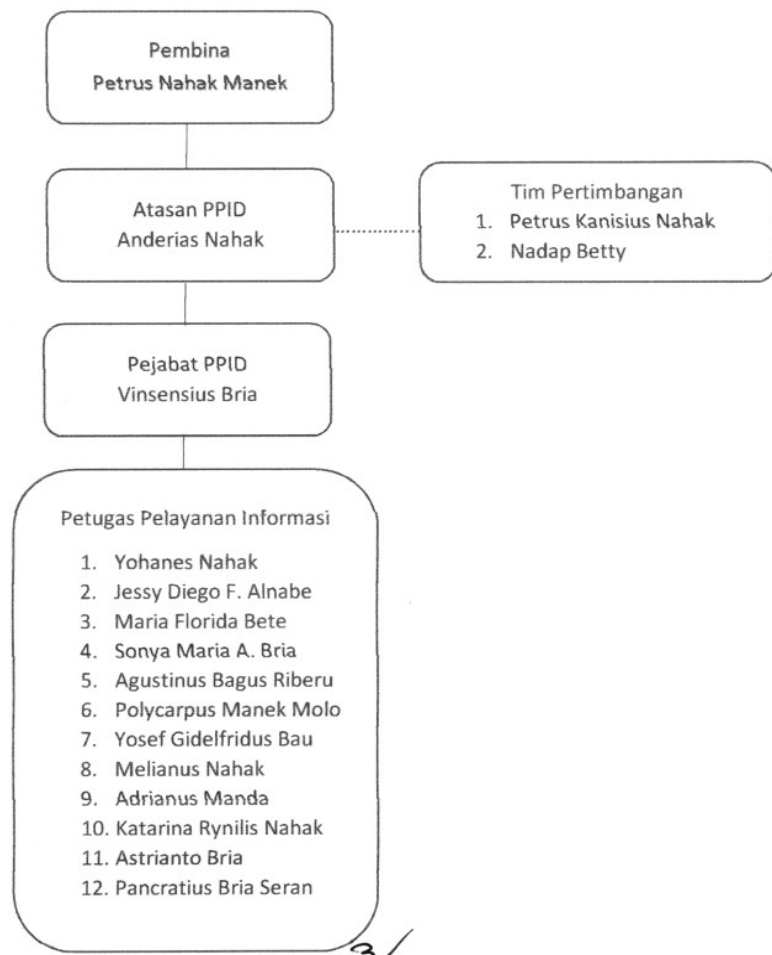 Pembina
Petrus Nahak Manek
Atasan PPID
Anderias Nahak
Tim Pertimbangan
1. Petrus Kanisius Nahak
2. Nadap Betty
Pejabat PPID
Vinsensius Bria
Petugas Pelayanan Informasi
1. Yohanes Nahak
2. Jessy Diego F. Alnabe
3. Maria Florida Bete
4. Sonya Maria A. Bria
5. Agustinus Bagus Riberu
6. Polycarpus Manek Molo
7. Yosef Gidelfridus Bau
8. Melianus Nahak
9. Adrianus Manda
10. Katarina Rynilis Nahak
11. Astrianto Bria
12. Pancratius Bria Seran